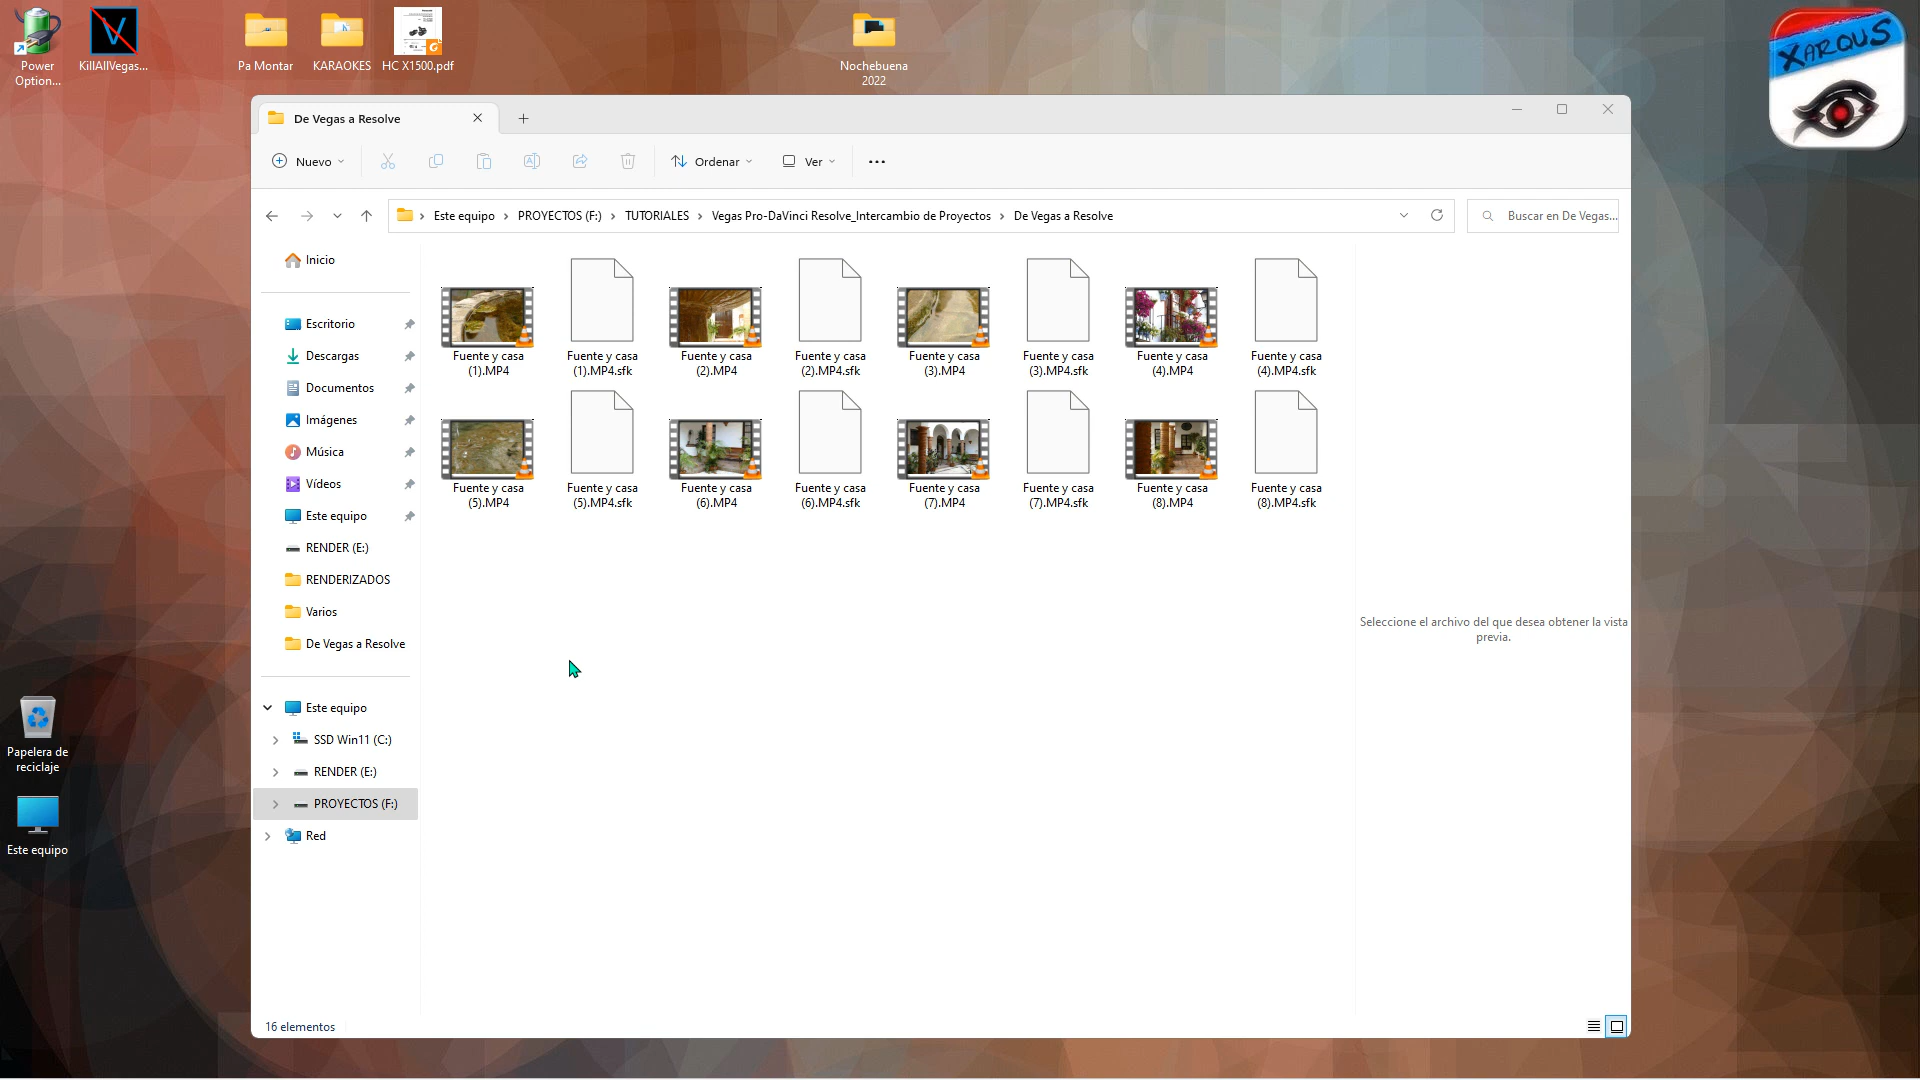 Power
Option...
KillAllVegas...
Pa Montar
KARAOKES
HC X1500.pdf
Nochebuena
2022
XARQUS
De Vegas a Resolve
Nuevo
Ordenar
Ver
Este equipo
PROYECTOS (F:)
TUTORIALES
Vegas Pro-DaVinci Resolve_Intercambio de Proyectos
De Vegas a Resolve
Buscar en De Vegas...
Inicio
Escritorio
Descargas
Documentos
Imágenes
Música
Vídeos
Este equipo
RENDER (E:)
RENDERIZADOS
Varios
De Vegas a Resolve
Este equipo
SSD Win11 (C:)
RENDER (E:)
PROYECTOS (F:)
Red
Fuente y casa
(1).MP4
Fuente y casa
(1).MP4.sfk
Fuente y casa
(2).MP4
Fuente y casa
(2).MP4.sfk
Fuente y casa
(3).MP4
Fuente y casa
(3).MP4.sfk
Fuente y casa
(4).MP4
Fuente y casa
(4).MP4.sfk
Fuente y casa
(5).MP4
Fuente y casa
(5).MP4.sfk
Fuente y casa
(6).MP4
Fuente y casa
(6).MP4.sfk
Fuente y casa
(7).MP4
Fuente y casa
(7).MP4.sfk
Fuente y casa
(8).MP4
Fuente y casa
(8).MP4.sfk
Seleccione el archivo del que desea obtener la vista
previa.
Papelera de
reciclaje
Este equipo
16 elementos